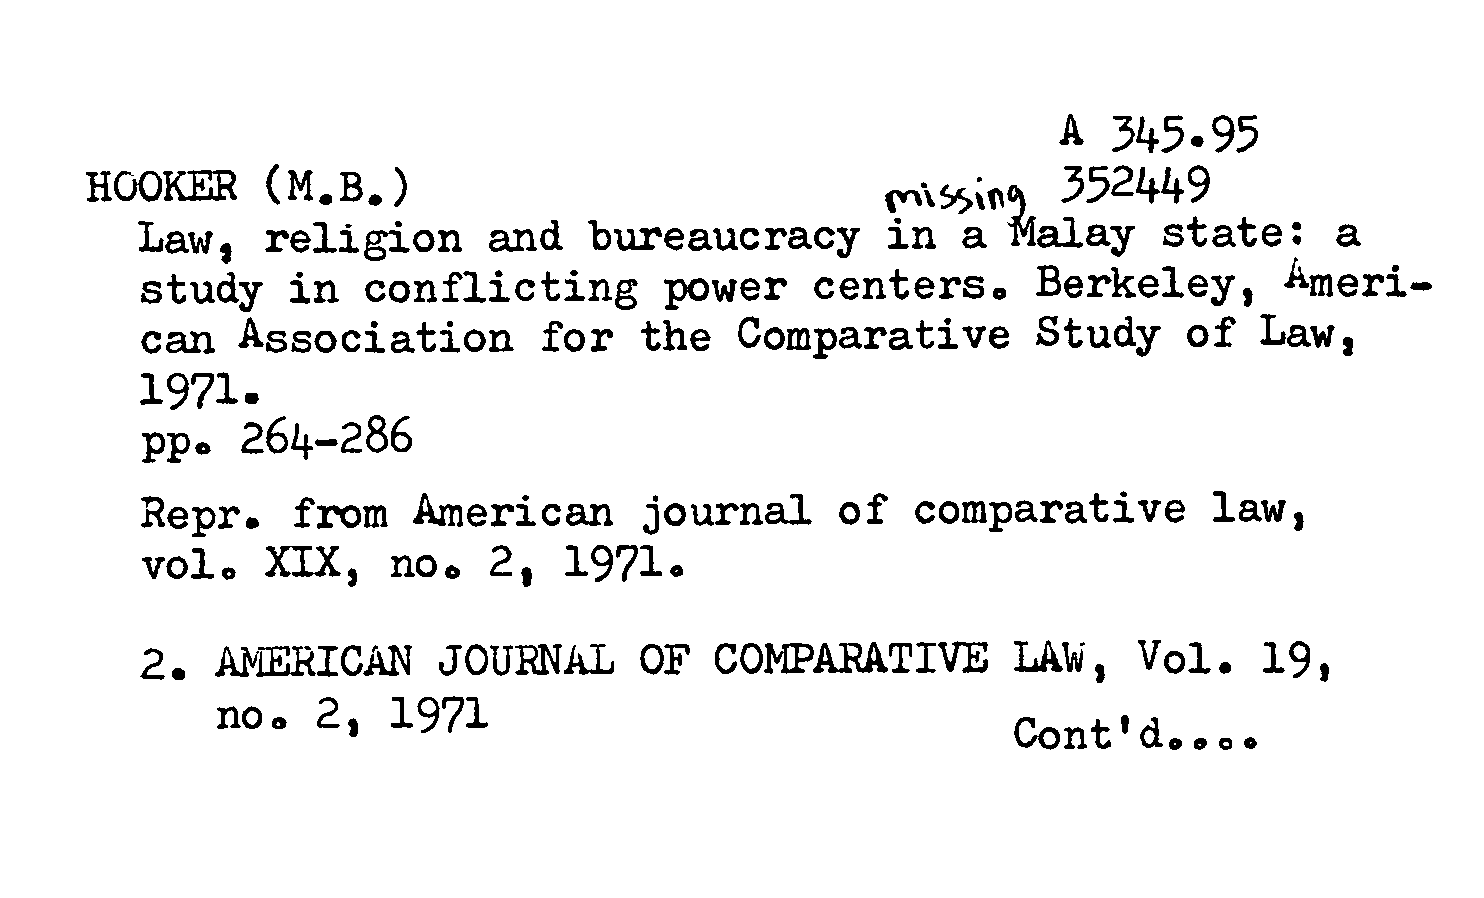 A 345.95
HOOKER (M.B.)
missing 352449
Law, religion and bureaucracy in a Malay state: a
study in conflicting power centers. Berkeley, Ameri-
can Association for the Comparative Study of Law,
1971.
pp. 264-286
Repr. from American journal of comparative law,
vol. XIX, no. 2, 1971.
2. AMERICAN JOURNAL OF COMPARATIVE LAW, Vol. 19,
no. 2, 1971
Cont'd....